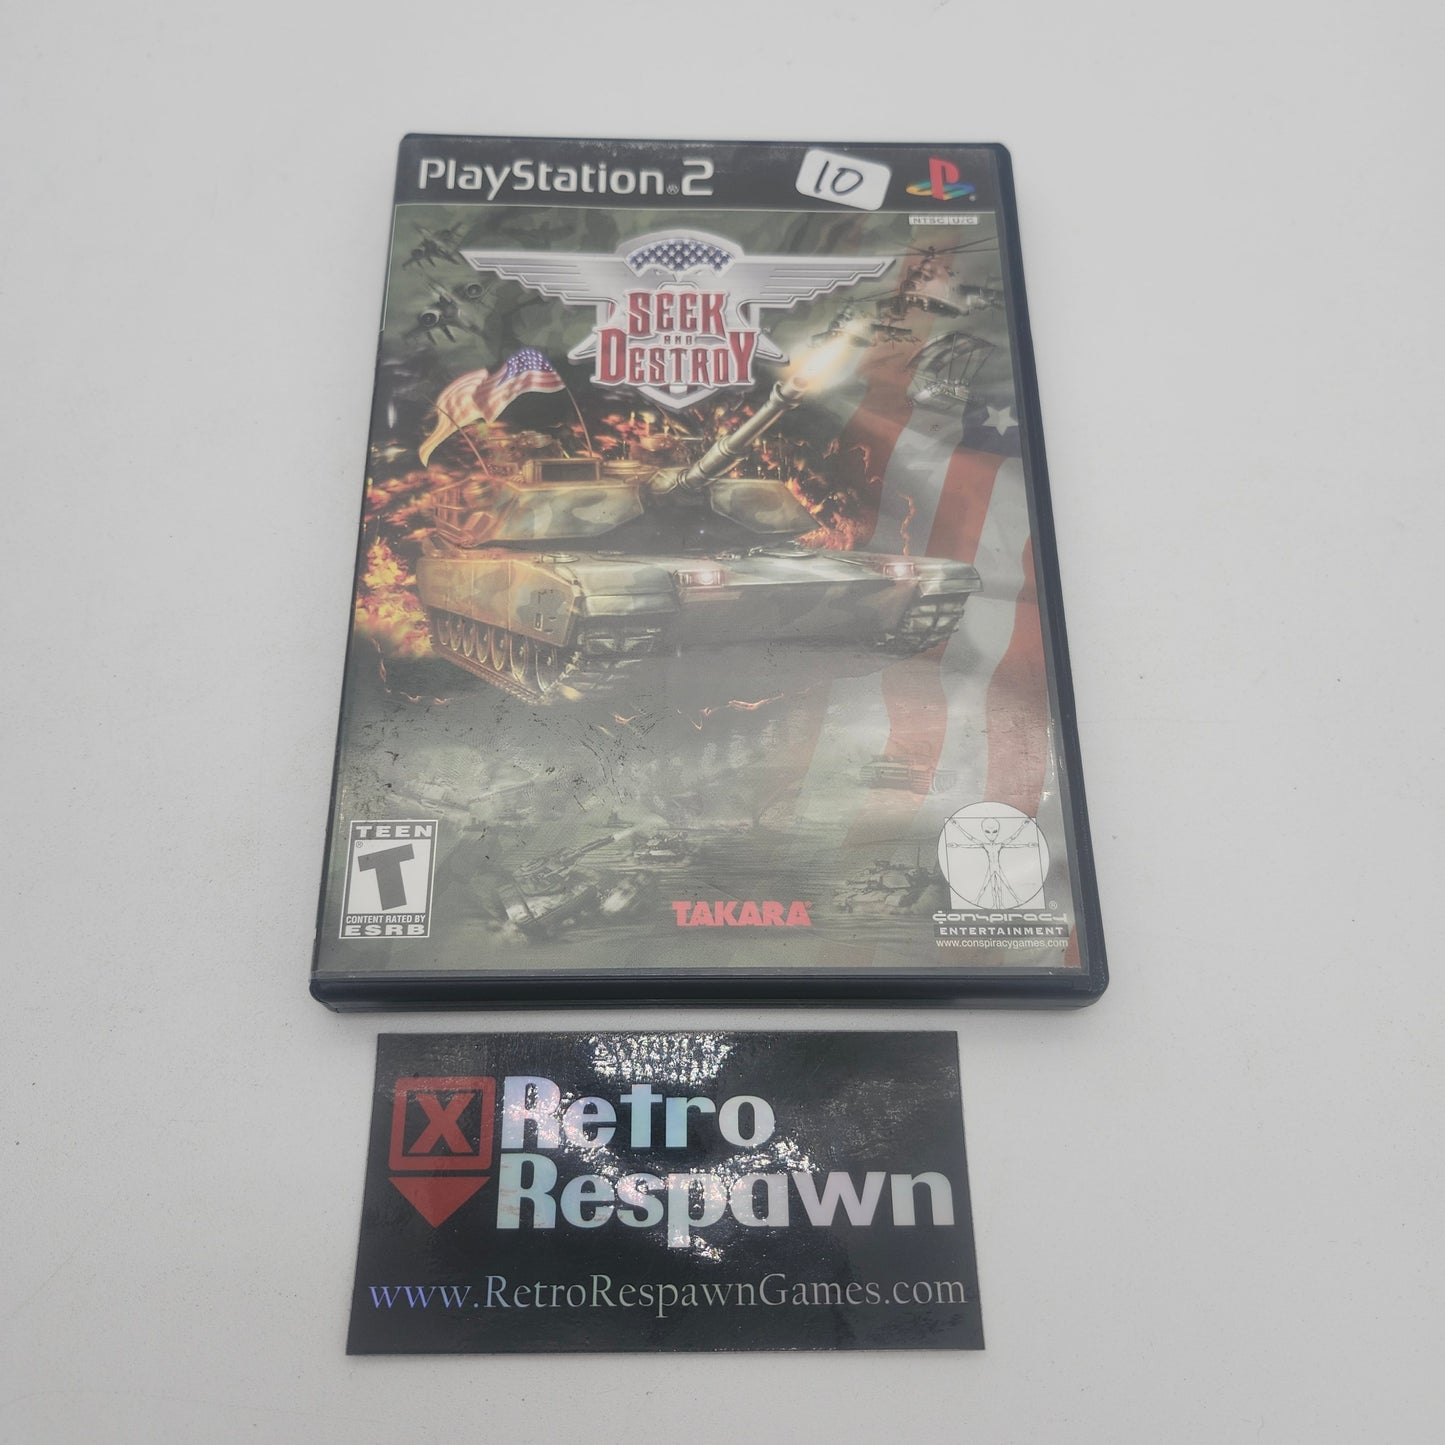 PlayStation®2
10
NTSC U/C
SEEK
AND
DESTROY
TEEN
T
CONTENT RATED BY
ESRB
TAKARA
conspiracy
ENTERTAINMENT
www.conspiracygames.com
X
Retro
Respawn
www.RetroRespawnGames.com